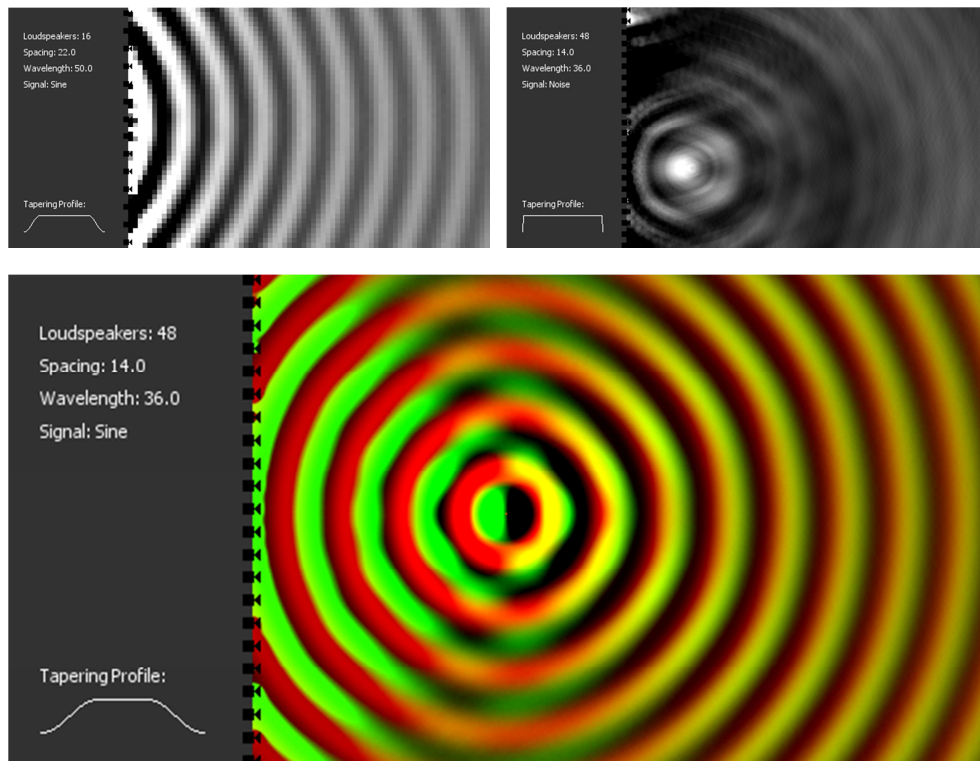 Loudspeakers: 16
Spacing: 22.0
Wavelength: 50.0
Signal: Sine
Tapering Profile:
Loudspeakers: 48
Spacing: 14.0
Wavelength: 36.0
Signal: Noise
Tapering Profile:
Loudspeakers: 48
Spacing: 14.0
Wavelength: 36.0
Signal: Sine
Tapering Profile: